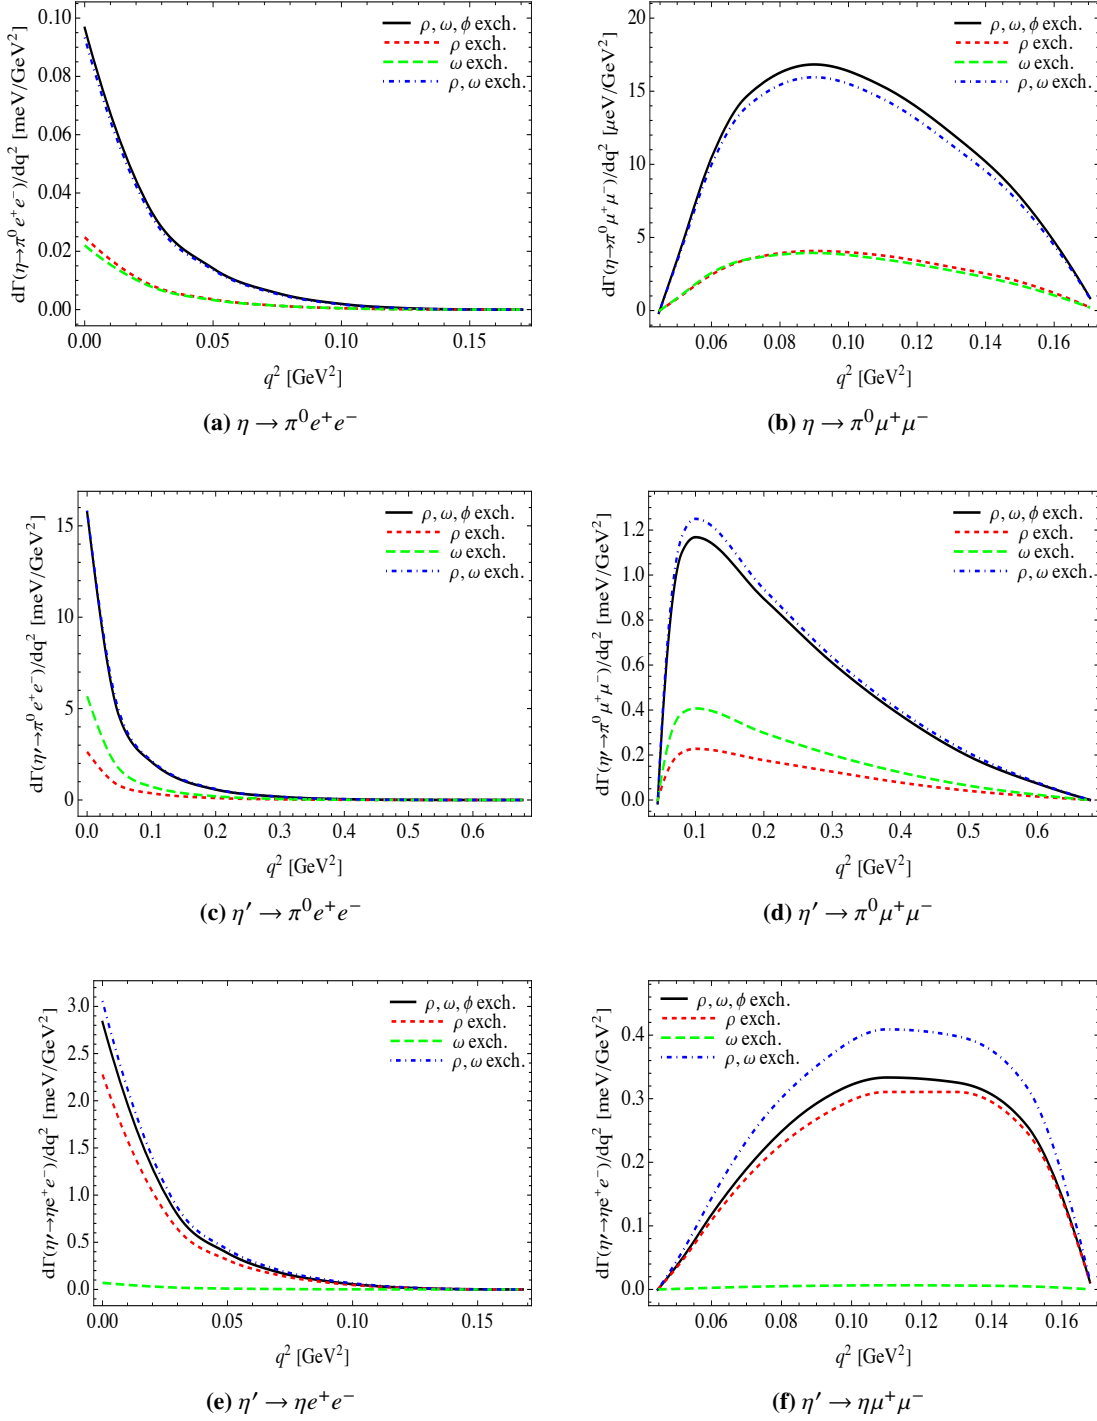 dΓ(η→π⁰ e⁺e⁻)/dq² [meV/GeV²]
0.10
0.08
0.06
0.04
0.02
0.00
ρ, ω, ϕ exch.
ρ exch.
ω exch.
ρ, ω exch.
0.00 0.05 0.10 0.15
q² [GeV²]
(a) η → π⁰e⁺e⁻
dΓ(η→π⁰ μ⁺μ⁻)/dq² [μeV/GeV²]
20
15
10
5
0
ρ, ω, ϕ exch.
ρ exch.
ω exch.
ρ, ω exch.
0.06 0.08 0.10 0.12 0.14 0.16
q² [GeV²]
(b) η → π⁰μ⁺μ⁻
dΓ(η′→π⁰ e⁺e⁻)/dq² [meV/GeV²]
15
10
5
0
ρ, ω, ϕ exch.
ρ exch.
ω exch.
ρ, ω exch.
0.0 0.1 0.2 0.3 0.4 0.5 0.6
q² [GeV²]
(c) η′ → π⁰e⁺e⁻
dΓ(η′→π⁰ μ⁺μ⁻)/dq² [meV/GeV²]
1.2
1.0
0.8
0.6
0.4
0.2
0.0
ρ, ω, ϕ exch.
ρ exch.
ω exch.
ρ, ω exch.
0.1 0.2 0.3 0.4 0.5 0.6
q² [GeV²]
(d) η′ → π⁰μ⁺μ⁻
dΓ(η′→ηe⁺e⁻)/dq² [meV/GeV²]
3.0
2.5
2.0
1.5
1.0
0.5
0.0
ρ, ω, ϕ exch.
ρ exch.
ω exch.
ρ, ω exch.
0.00 0.05 0.10 0.15
q² [GeV²]
(e) η′ → ηe⁺e⁻
dΓ(η′→ηe⁺e⁻)/dq² [meV/GeV²]
0.4
0.3
0.2
0.1
0.0
ρ, ω, ϕ exch.
ρ exch.
ω exch.
ρ, ω exch.
0.06 0.08 0.10 0.12 0.14 0.16
q² [GeV²]
(f) η′ → ημ⁺μ⁻